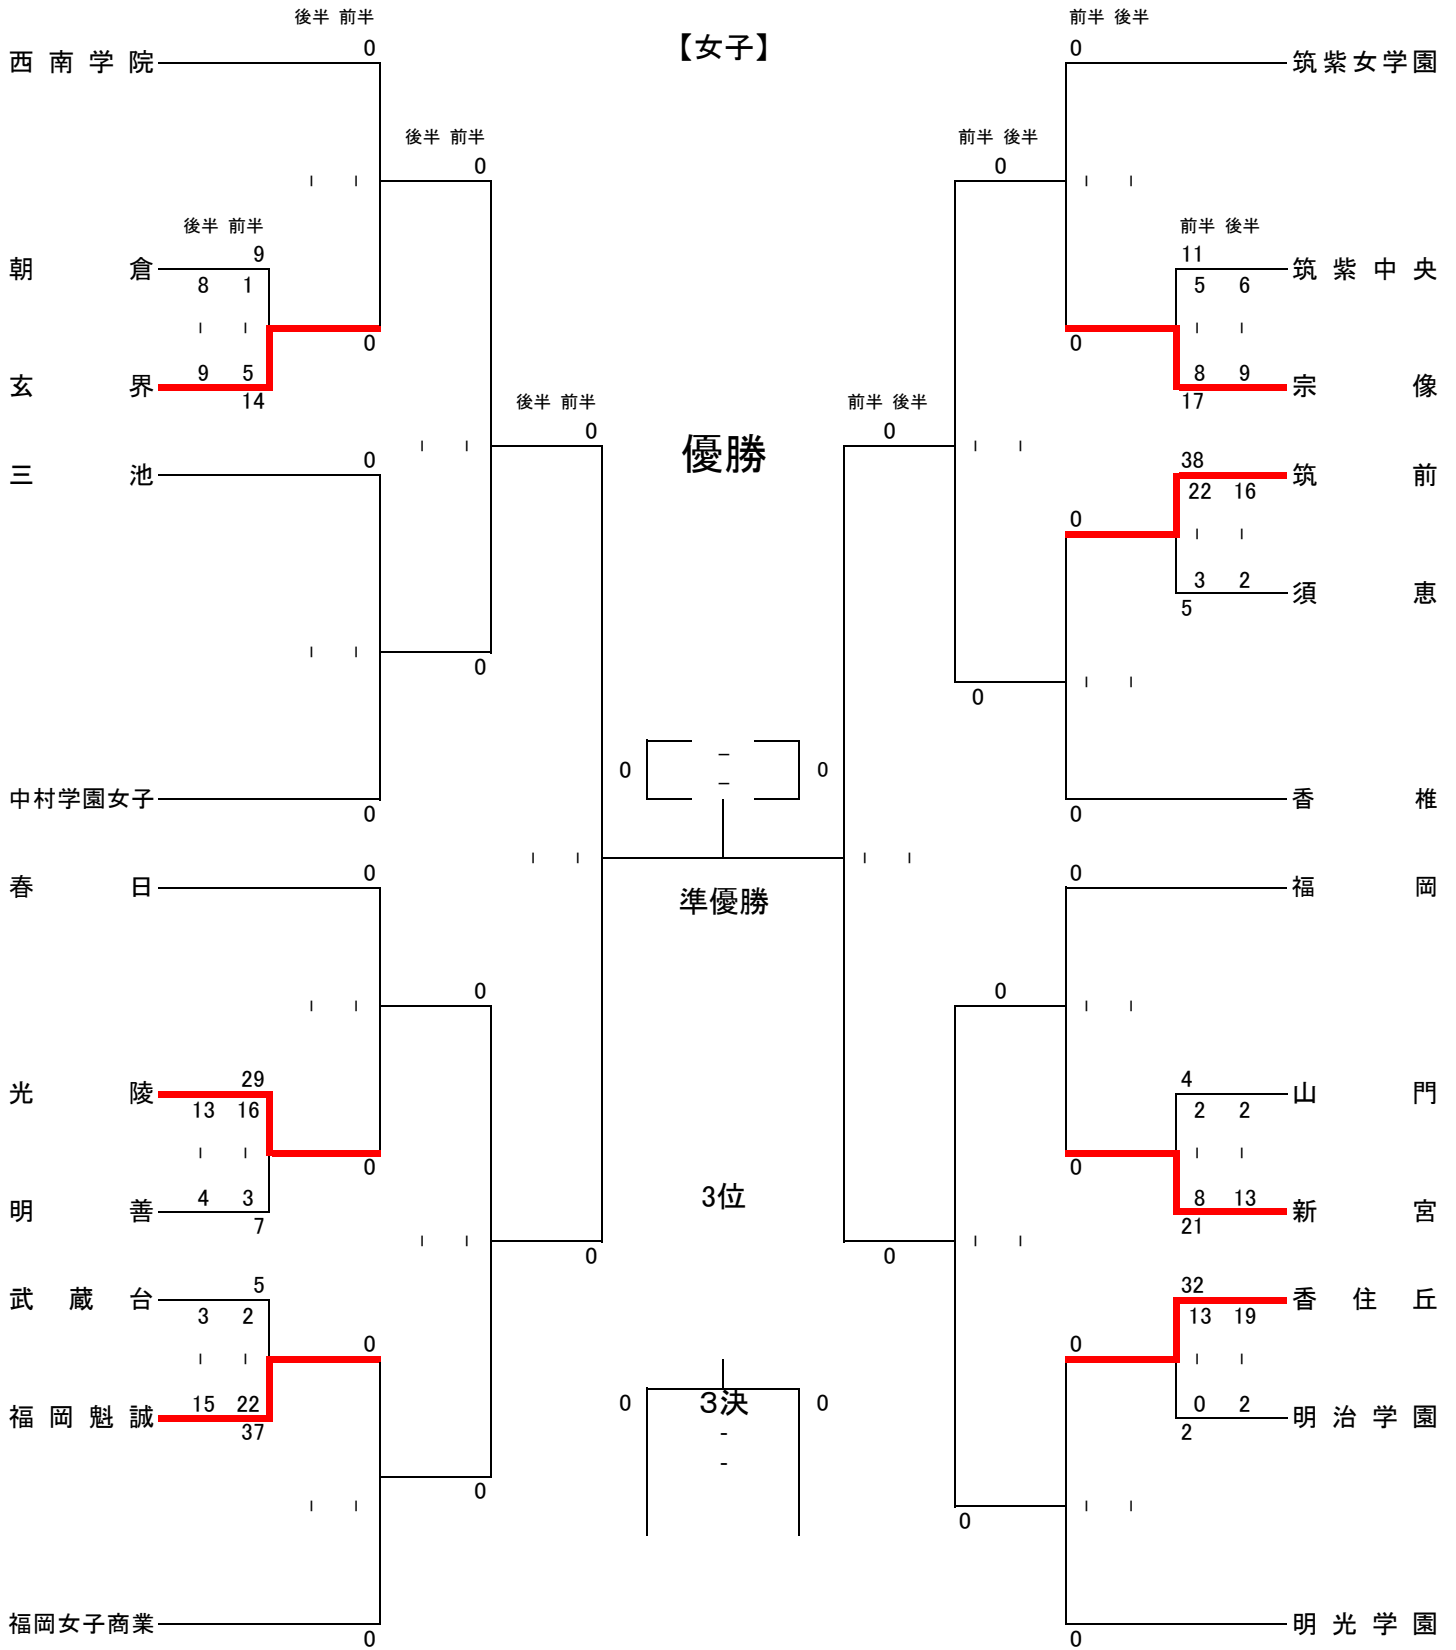 後半 前半
前半 後半
西南学院
0
【女子】
0
筑紫女学園
後半 前半
前半 後半
0
0
後半 前半
前半 後半
朝倉
9
11
筑紫中央
8 1
5 6
0
0
玄界
9 5
8 9
宗像
14
17
後半 前半
前半 後半
0
優勝
0
三池
0
38
筑前
22 16
0
3 2
須恵
5
0
0
0
-
-
0
中村学園女子
0
0
香椎
春日
0
準優勝
0
福岡
0
0
光陵
29
4
山門
13 16
2 2
0
0
明善
4 3
3位
8 13
新宮
7
21
0
0
武蔵台
5
32
香住丘
3 2
13 19
0
0
福岡魁誠
15 22
0
3決
0
0 2
明治学園
37
2
-
-
0
0
福岡女子商業
0
0
明光学園